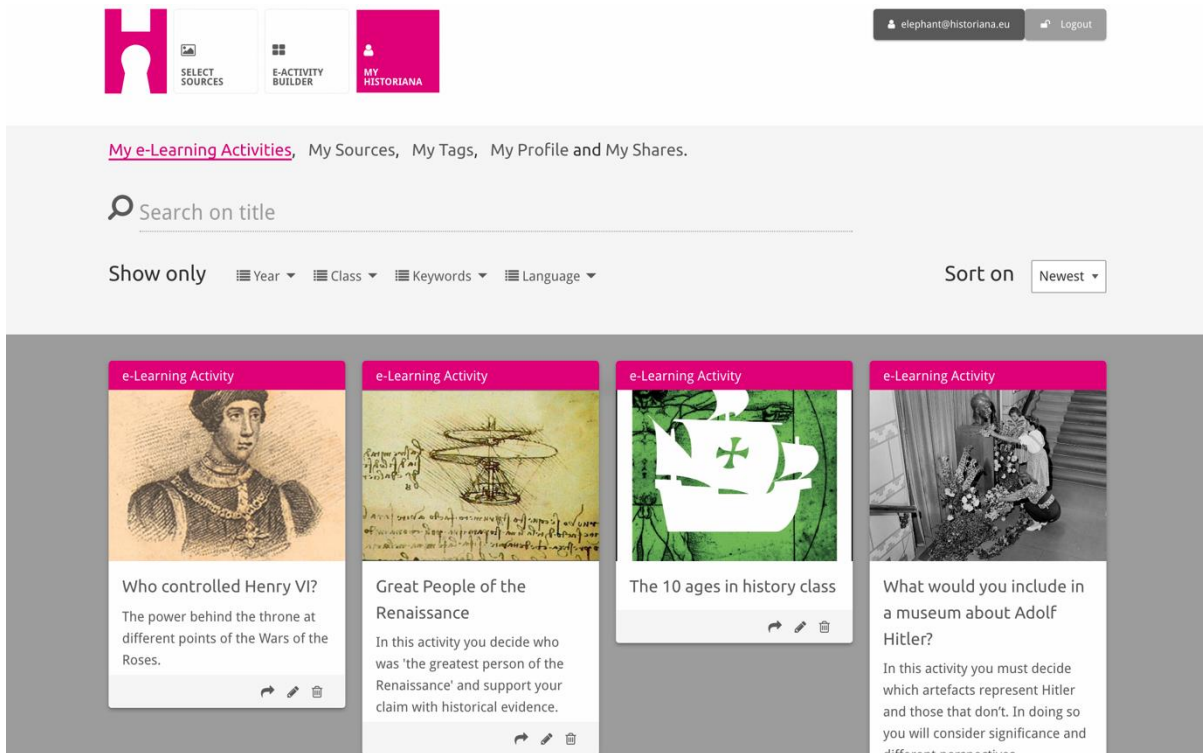 elephant@historiana.eu
Logout
SELECT
SOURCES
E-ACTIVITY
BUILDER
MY
HISTORIANA
My e-Learning Activities, My Sources, My Tags, My Profile and My Shares.
Search on title
Show only
Year
Class
Keywords
Language
Sort on
Newest
e-Learning Activity
Who controlled Henry VI?
The power behind the throne at
different points of the Wars of the
Roses.
e-Learning Activity
Great People of the
Renaissance
In this activity you decide who
was 'the greatest person of the
Renaissance' and support your
claim with historical evidence.
e-Learning Activity
The 10 ages in history class
e-Learning Activity
What would you include in
a museum about Adolf
Hitler?
In this activity you must decide
which artefacts represent Hitler
and those that don't. In doing so
you will consider significance and
different perspectives